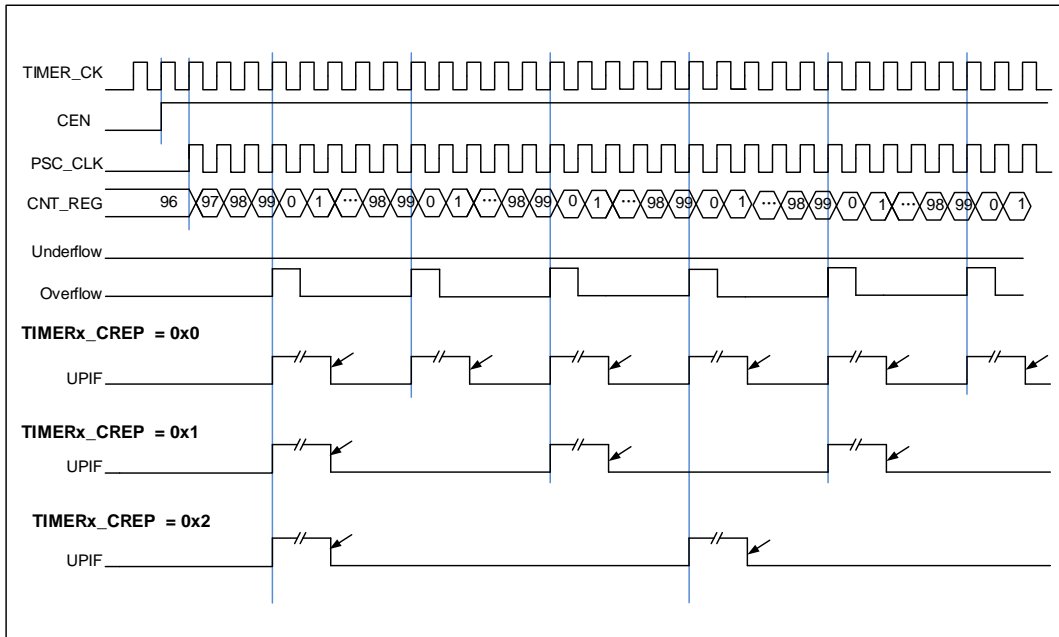 TIMER_CK
CEN
PSC_CLK
CNT_REG 96 97 98 99 0 1 ... 98 99 0 1 ... 98 99 0 1 ... 98 99 0 1 ... 98 99 0 1 ... 98 99 0 1
Underflow
Overflow
TIMERx_CREP = 0x0
UPIF
TIMERx_CREP = 0x1
UPIF
TIMERx_CREP = 0x2
UPIF